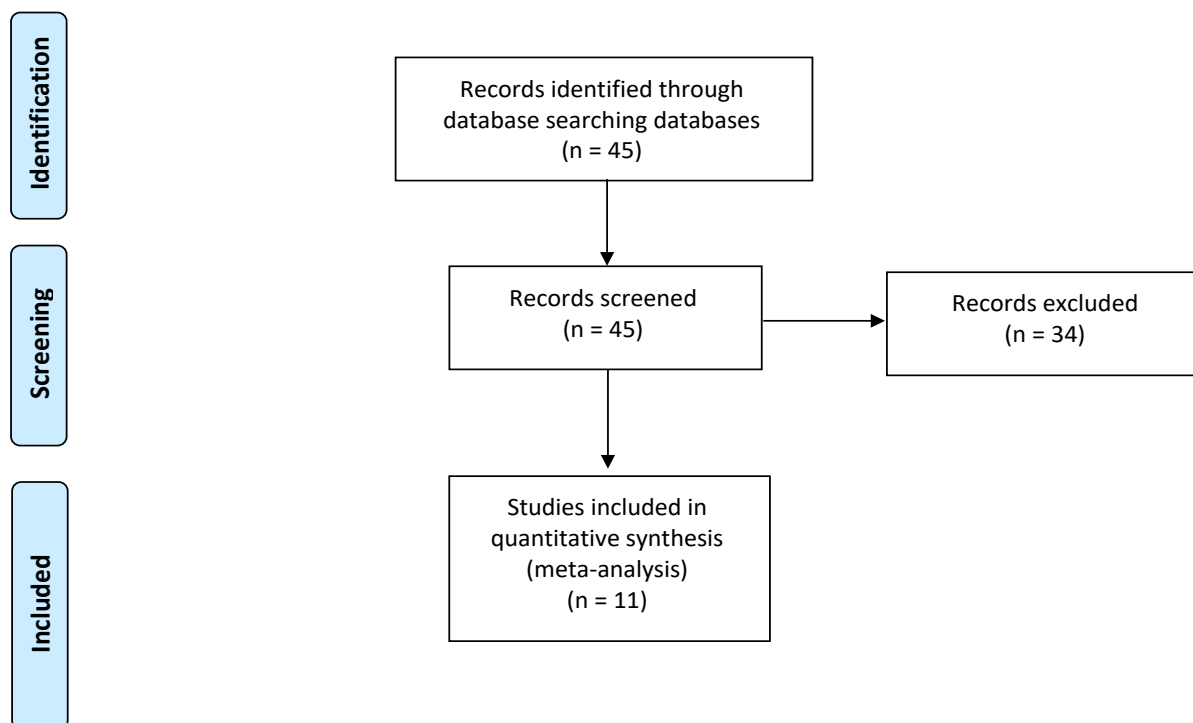 Identification
Records identified through
database searching databases
(n = 45)
Screening
Records screened
(n = 45)
Records excluded
(n = 34)
Included
Studies included in
quantitative synthesis
(meta-analysis)
(n = 11)